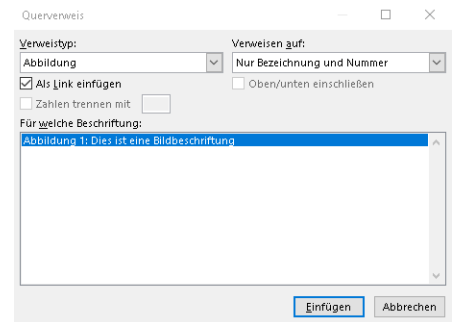 Querverweis
Verweistyp:
Verweisen auf:
Abbildung
Nur Bezeichnung und Nummer
Als Link einfügen
Oben/unten einschließen
Zahlen trennen mit
Für welche Beschriftung:
Abbildung 1: Dies ist eine Bildbeschriftung
Einfügen
Abbrechen